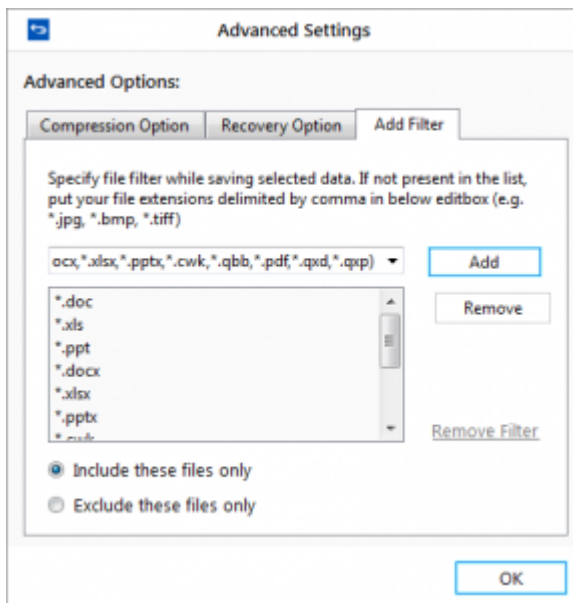 Advanced Settings
Advanced Options:
Compression Option
Recovery Option
Add Filter
Specify file filter while saving selected data. If not present in the list,
put your file extensions delimited by comma in below editbox (e.g.
*.jpg, *.bmp, *.tiff)
ocx,*.xlsx,*.pptx,*.cwk,*.qbb,*.pdf,*.qxd,*.qxp)
Add
*.doc
Remove
*.xls
*.ppt
*.docx
*.xlsx
*.pptx
*.cwk
Remove Filter
Include these files only
Exclude these files only
OK